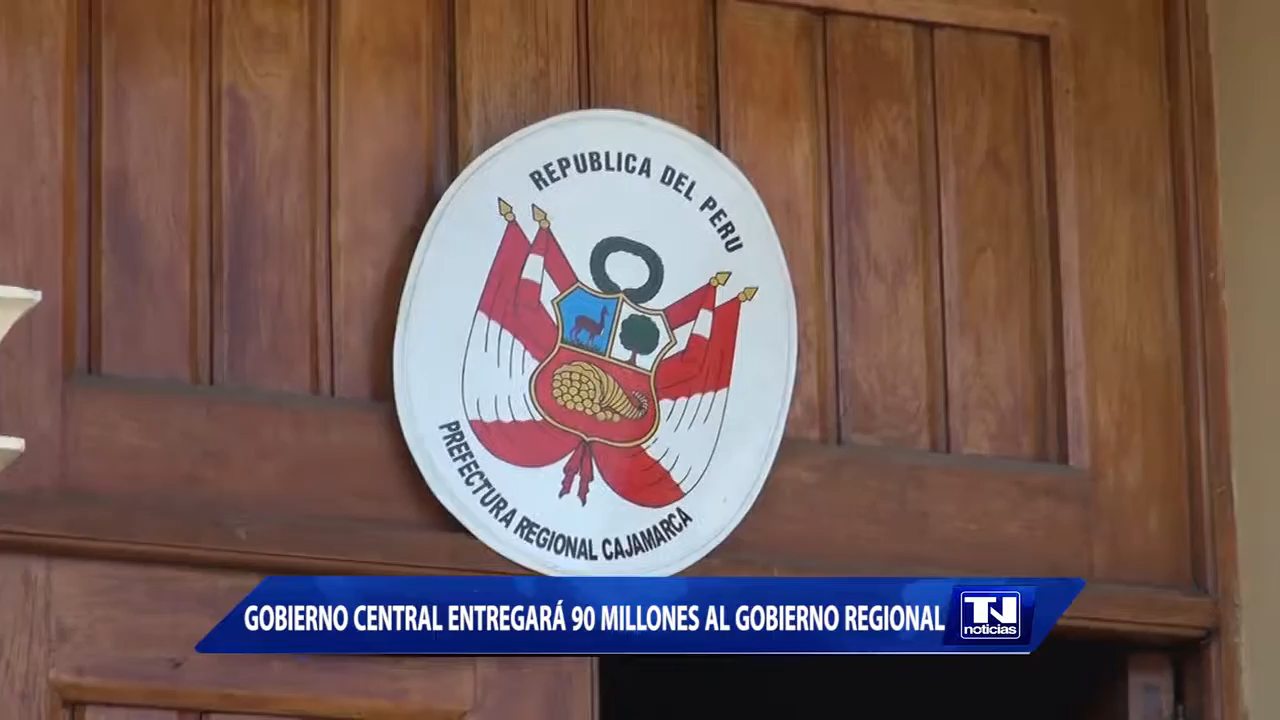 REPUBLICA DEL PERU
PREFECTURA REGIONAL CAJAMARCA
GOBIERNO CENTRAL ENTREGARÁ 90 MILLONES AL GOBIERNO REGIONAL
TN
noticias